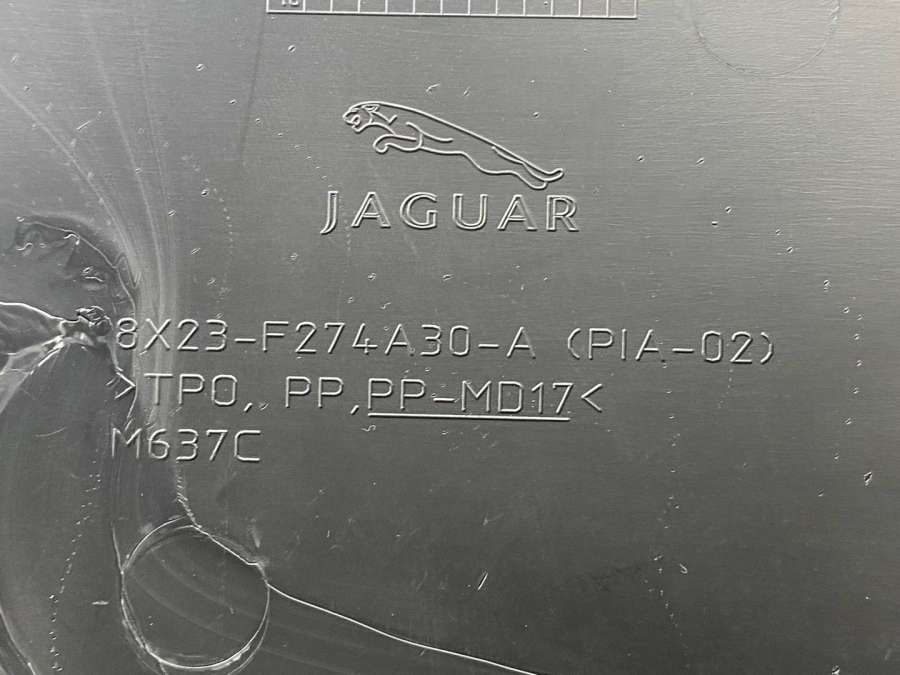 JAGUAR
8X23-F274A30-A (PIA-02)
>TPO, PP,PP-MD17<
M637C